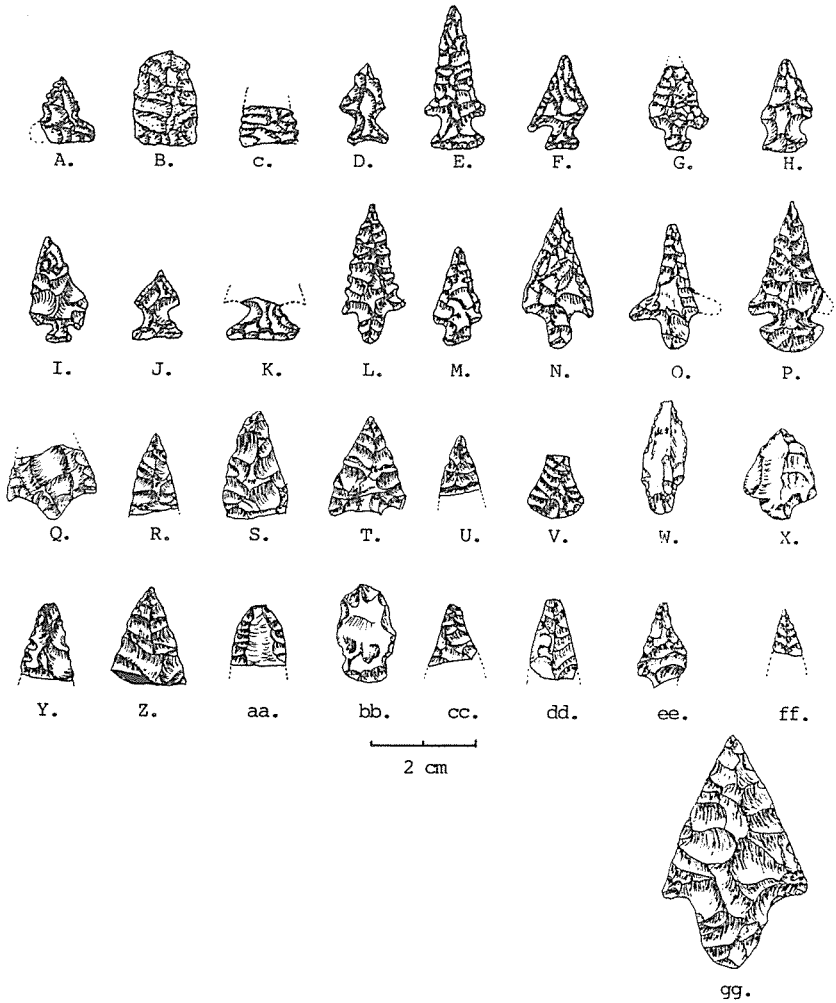 A. B. c. D. E. F. G. H.
I. J. K. L. M. N. O. P.
Q. R. S. T. U. V. W. X.
Y. Z. aa. bb. cc. dd. ee. ff.
2 cm
gg.